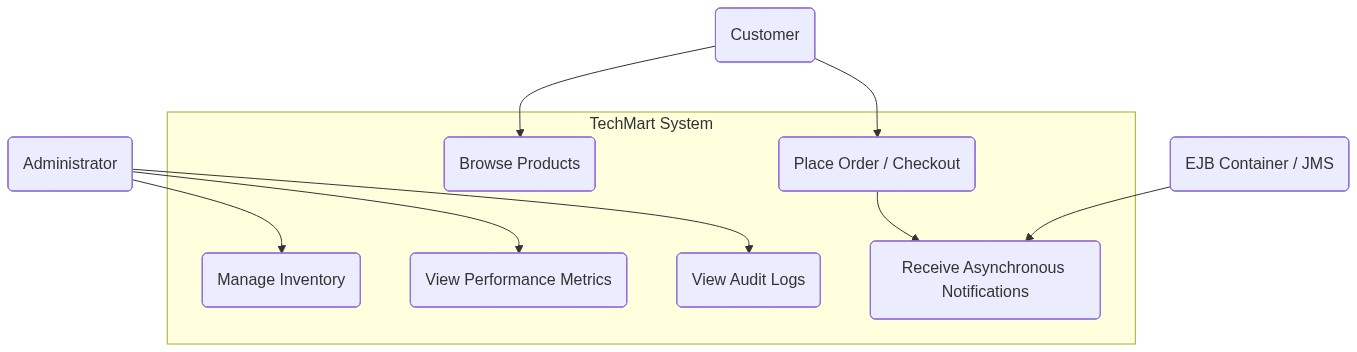 Customer
TechMart System
Administrator
Browse Products
Place Order / Checkout
EJB Container / JMS
Manage Inventory
View Performance Metrics
View Audit Logs
Receive Asynchronous
Notifications